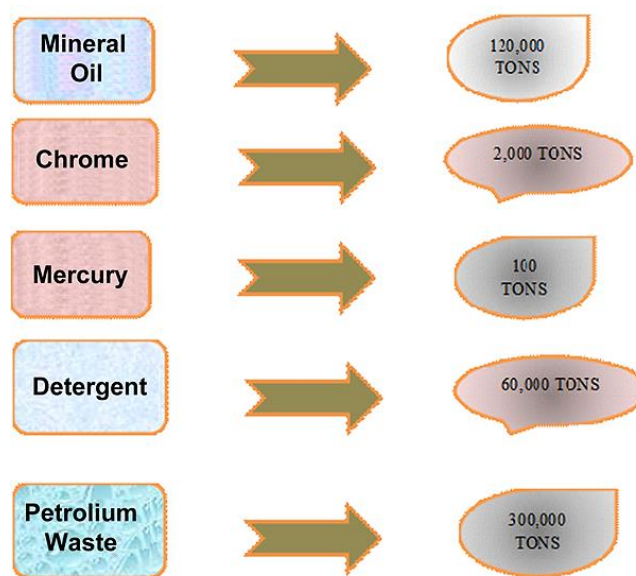 Mineral
Oil
120,000
TONS
Chrome
2,000 TONS
Mercury
100
TONS
Detergent
60,000 TONS
Petrolium
Waste
300,000
TONS